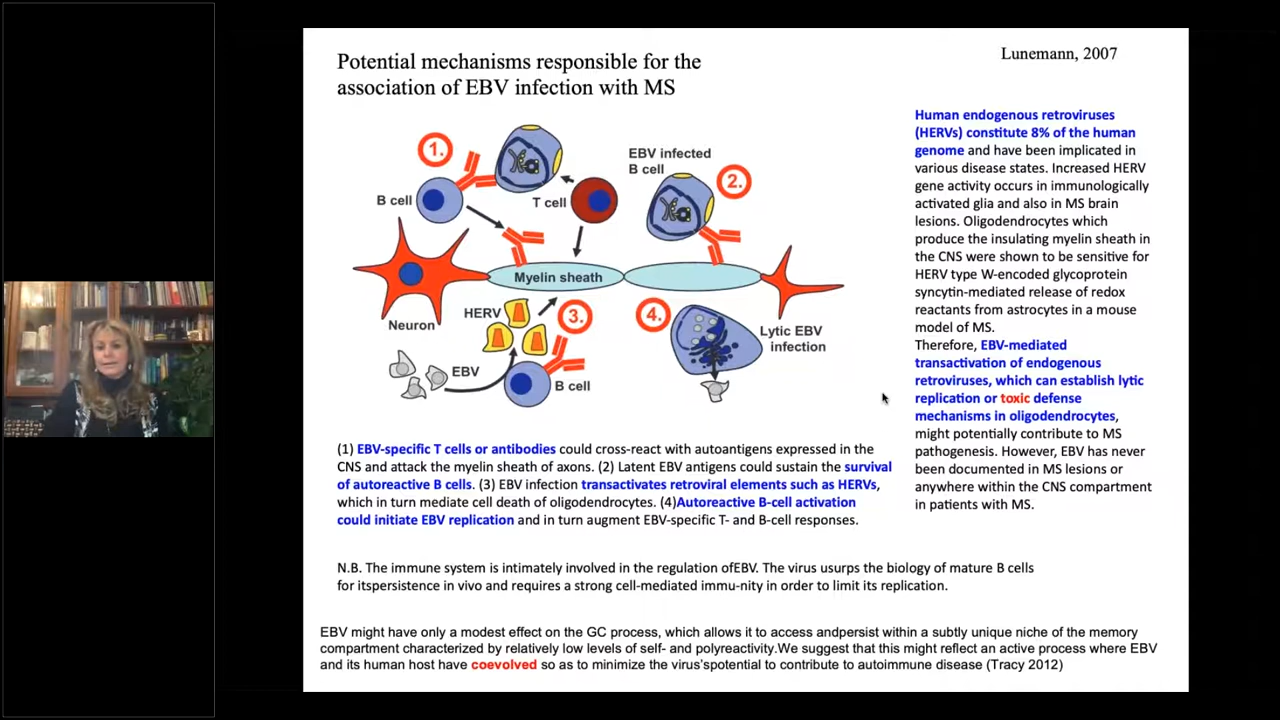 Potential mechanisms responsible for the
association of EBV infection with MS
Lunemann, 2007
1.
B cell
T cell
EBV infected
B cell
2.
Myelin sheath
Neuron
HERV
3.
EBV
B cell
4.
Lytic EBV
infection
Human endogenous retroviruses
(HERVs) constitute 8% of the human
genome and have been implicated in
various disease states. Increased HERV
gene activity occurs in immunologically
activated glia and also in MS brain
lesions. Oligodendrocytes which
produce the insulating myelin sheath in
the CNS were shown to be sensitive for
HERV type W-encoded glycoprotein
syncytin-mediated release of redox
reactants from astrocytes in a mouse
model of MS.
Therefore, EBV-mediated
transactivation of endogenous
retroviruses, which can establish lytic
replication or toxic defense
mechanisms in oligodendrocytes,
might potentially contribute to MS
pathogenesis. However, EBV has never
been documented in MS lesions or
anywhere within the CNS compartment
in patients with MS.
(1) EBV-specific T cells or antibodies could cross-react with autoantigens expressed in the
CNS and attack the myelin sheath of axons. (2) Latent EBV antigens could sustain the survival
of autoreactive B cells. (3) EBV infection transactivates retroviral elements such as HERVs,
which in turn mediate cell death of oligodendrocytes. (4)Autoreactive B-cell activation
could initiate EBV replication and in turn augment EBV-specific T- and B-cell responses.
N.B. The immune system is intimately involved in the regulation ofEBV. The virus usurps the biology of mature B cells
for itspersistence in vivo and requires a strong cell-mediated immu-nity in order to limit its replication.
EBV might have only a modest effect on the GC process, which allows it to access andpersist within a subtly unique niche of the memory
compartment characterized by relatively low levels of self- and polyreactivity.We suggest that this might reflect an active process where EBV
and its human host have coevolved so as to minimize the virus'spotential to contribute to autoimmune disease (Tracy 2012)